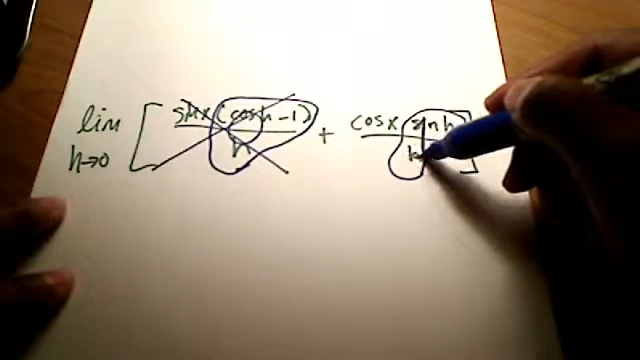 lim h→0 [ sinx (cosh - 1) / h + cosx sinh / h ]